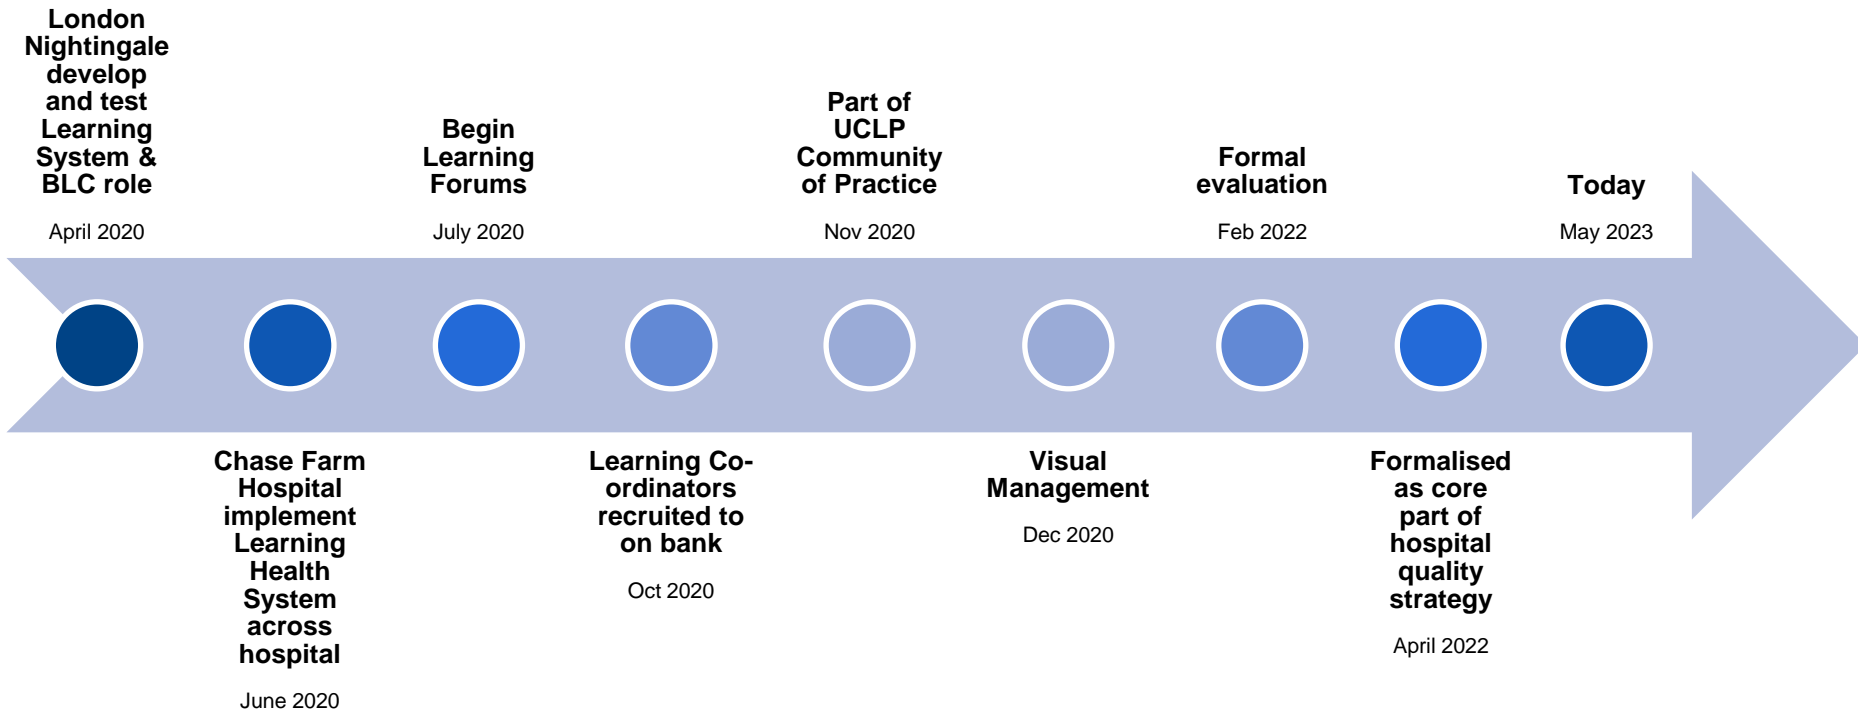 London
Nightingale
develop
and test
Learning
System &
BLC role
April 2020
Chase Farm
Hospital
implement
Learning
Health
System
across
hospital
June 2020
Begin
Learning
Forums
July 2020
Learning Co-
ordinators
recruited to
on bank
Oct 2020
Part of
UCLP
Community
of Practice
Nov 2020
Visual
Management
Dec 2020
Formal
evaluation
Feb 2022
Formalised
as core
part of
hospital
quality
strategy
April 2022
Today
May 2023